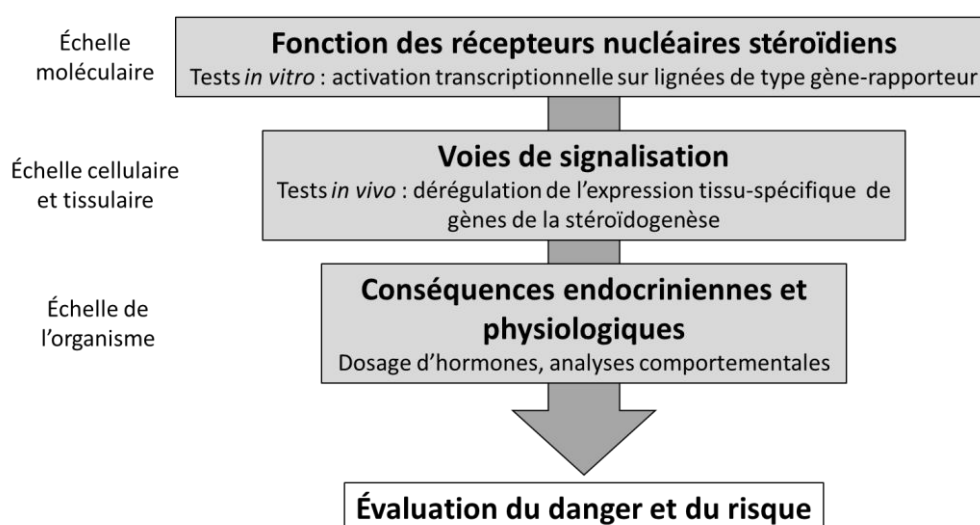 Échelle
moléculaire
Fonction des récepteurs nucléaires stéroïdiens
Tests in vitro : activation transcriptionnelle sur lignées de type gène-rapporteur
Échelle cellulaire
et tissulaire
Voies de signalisation
Tests in vivo : dérégulation de l'expression tissu-spécifique de
gènes de la stéroïdogenèse
Échelle de
l'organisme
Conséquences endocriniennes et
physiologiques
Dosage d'hormones, analyses comportementales
Évaluation du danger et du risque